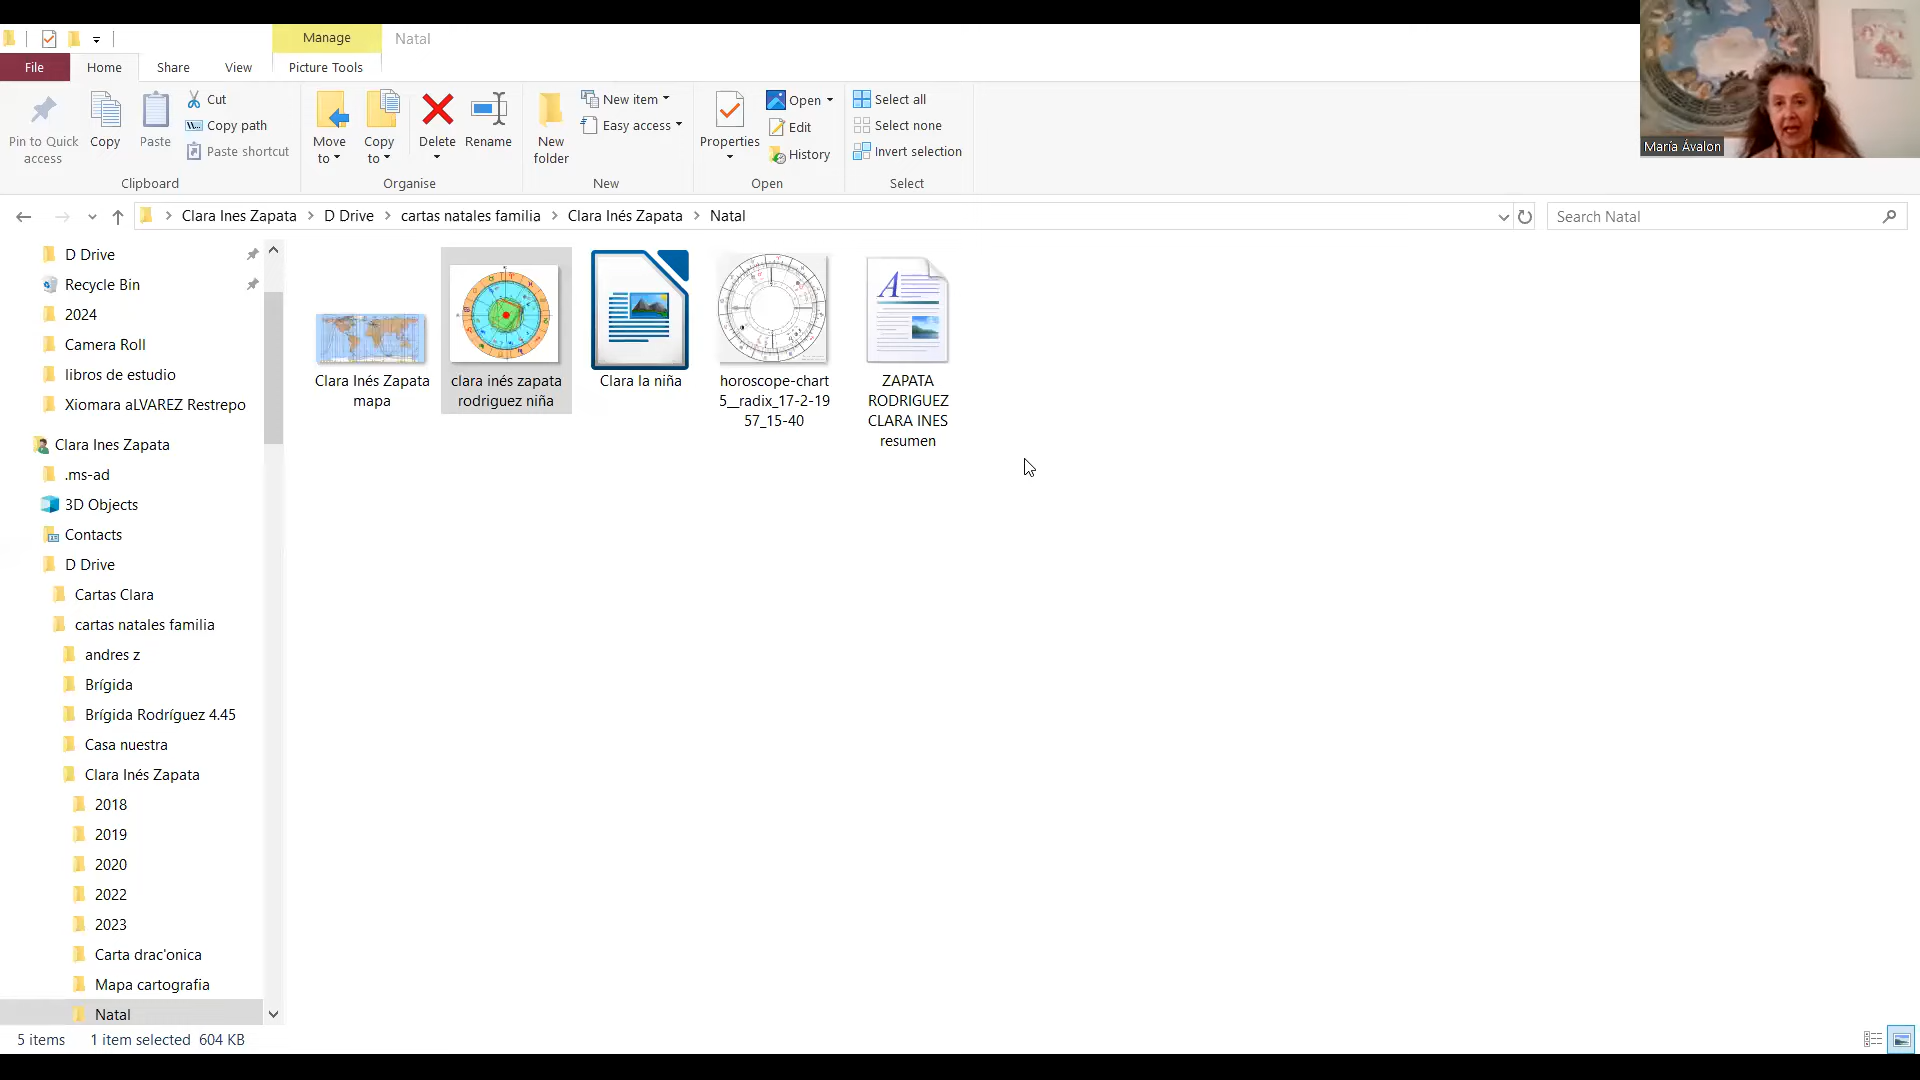 Manage
Natal
File
Home
Share
View
Picture Tools
Pin to Quick
access
Copy
Paste
Cut
Copy path
Paste shortcut
Clipboard
Move
to
Copy
to
Delete
Rename
Organise
New
folder
New item
Easy access
New
Properties
Open
Edit
History
Open
Select all
Select none
Invert selection
Select
María Ávalon
Clara Ines Zapata
D Drive
cartas natales familia
Clara Inés Zapata
Natal
Search Natal
D Drive
Recycle Bin
2024
Camera Roll
libros de estudio
Xiomara aLVAREZ Restrepo
Clara Ines Zapata
.ms-ad
3D Objects
Contacts
D Drive
Cartas Clara
cartas natales familia
andres z
Brígida
Brígida Rodríguez 4.45
Casa nuestra
Clara Inés Zapata
2018
2019
2020
2022
2023
Carta drac'onica
Mapa cartografia
Natal
Clara Inés Zapata
mapa
clara inés zapata
rodriguez niña
Clara la niña
horoscope-chart
5__radix_17-2-19
57_15-40
ZAPATA
RODRIGUEZ
CLARA INES
resumen
5 items
1 item selected 604 KB